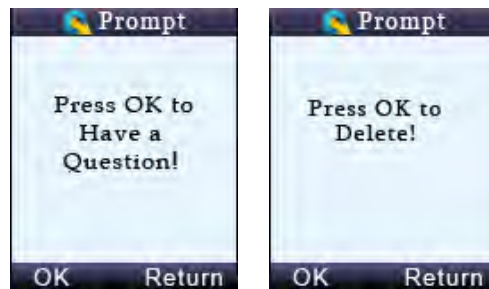 Prompt
Press OK to
Have a
Question!
OK Return
Prompt
Press OK to
Delete!
OK Return